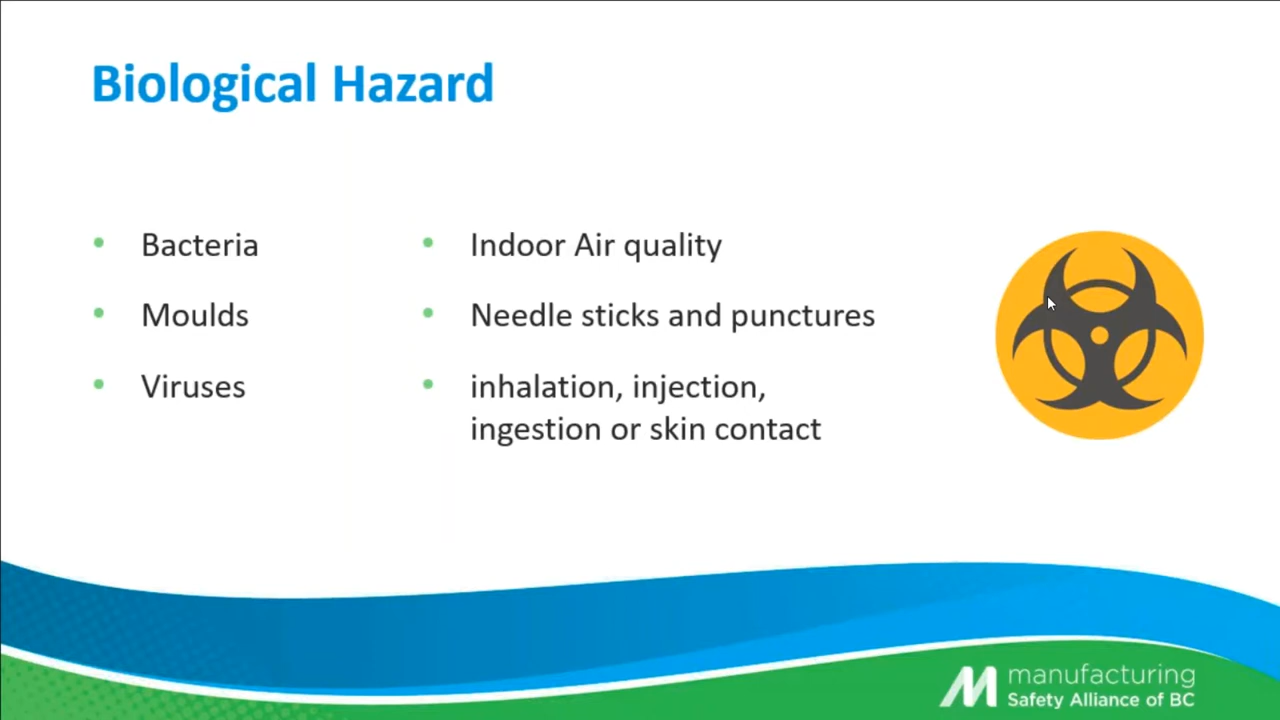 Biological Hazard
Bacteria
Moulds
Viruses
Indoor Air quality
Needle sticks and punctures
inhalation, injection,
ingestion or skin contact
manufacturing
Safety Alliance of BC